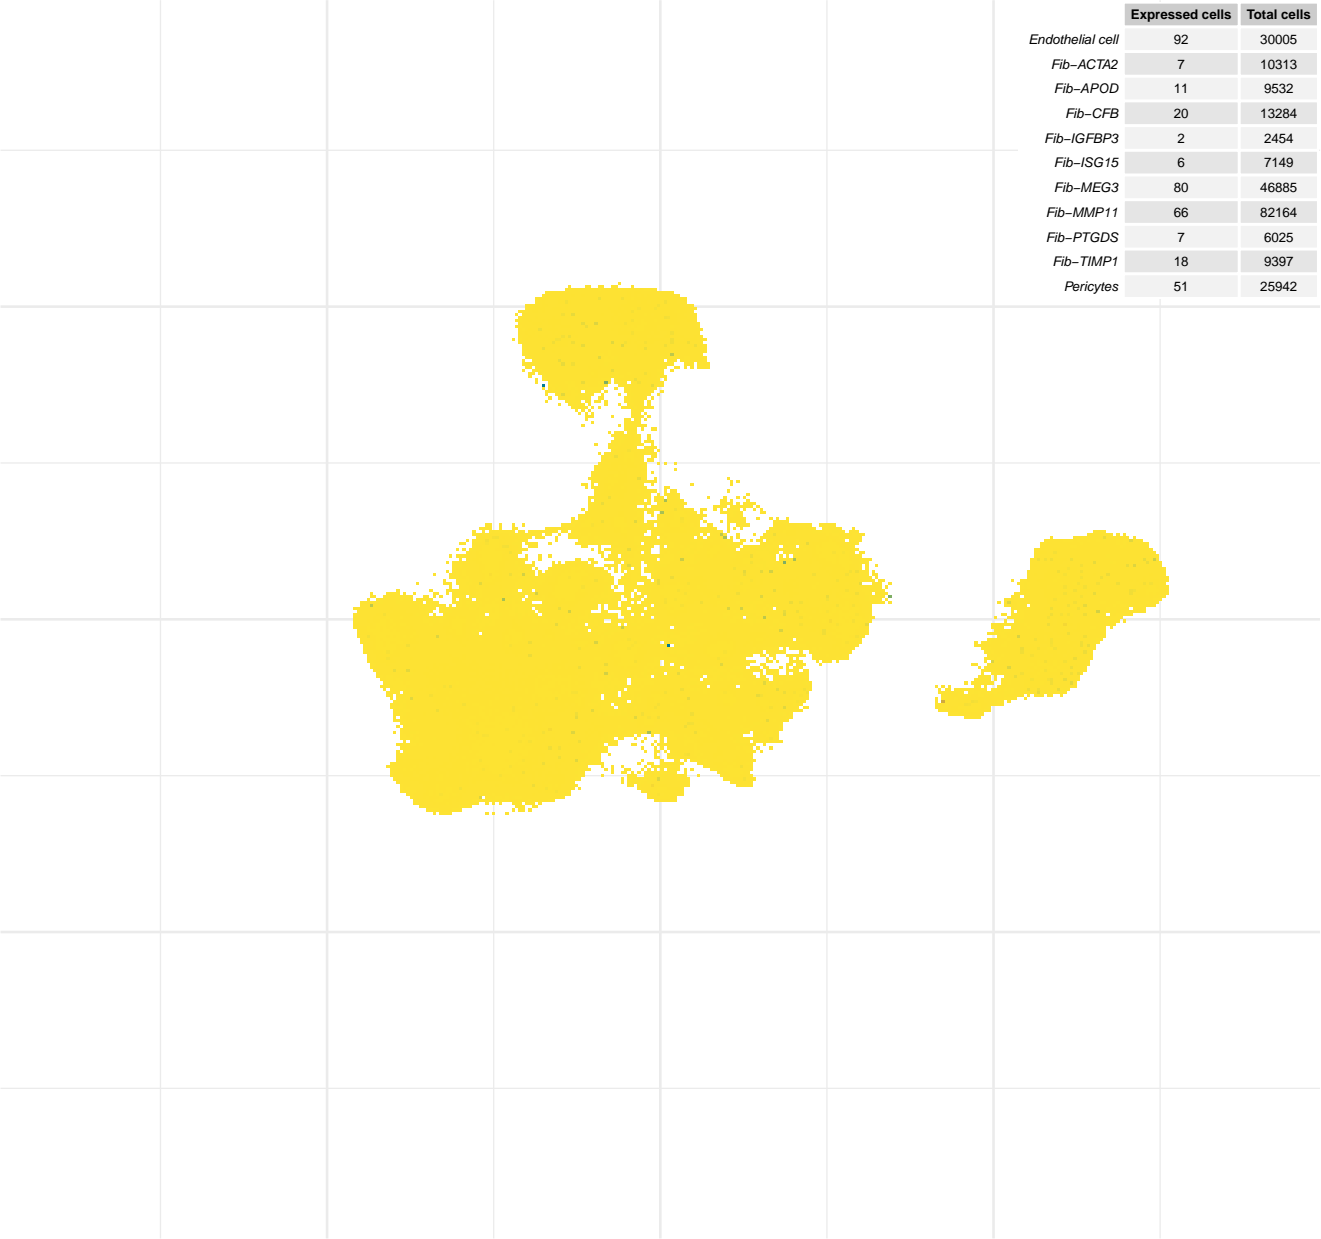 Expressed cells Total cells
Endothelial cell 92 30005
Fib−ACTA2 7 10313
Fib−APOD 11 9532
Fib−CFB 20 13284
Fib−IGFBP3 2 2454
Fib−ISG15 6 7149
Fib−MEG3 80 46885
Fib−MMP11 66 82164
Fib−PTGDS 7 6025
Fib−TIMP1 18 9397
Pericytes 51 25942